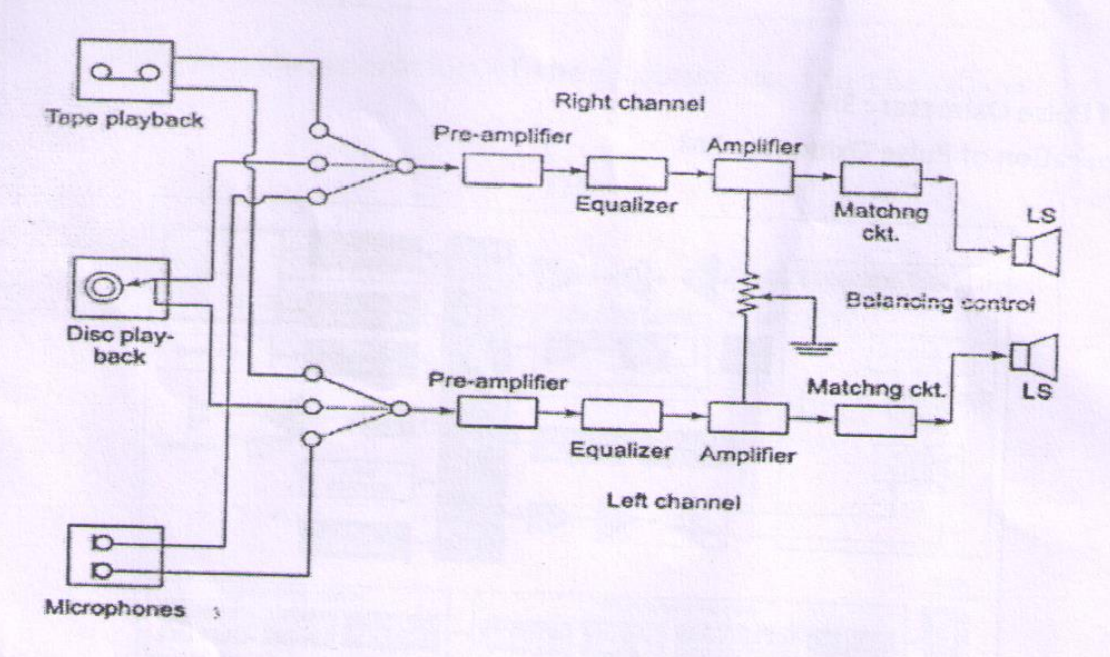 Tape playback
Right channel
Pre-amplifier
Equalizer
Amplifier
Matchng
ckt.
LS
Disc play-
back
Balancing control
Pre-amplifier
Equalizer
Amplifier
Matchng ckt.
LS
Left channel
Microphones